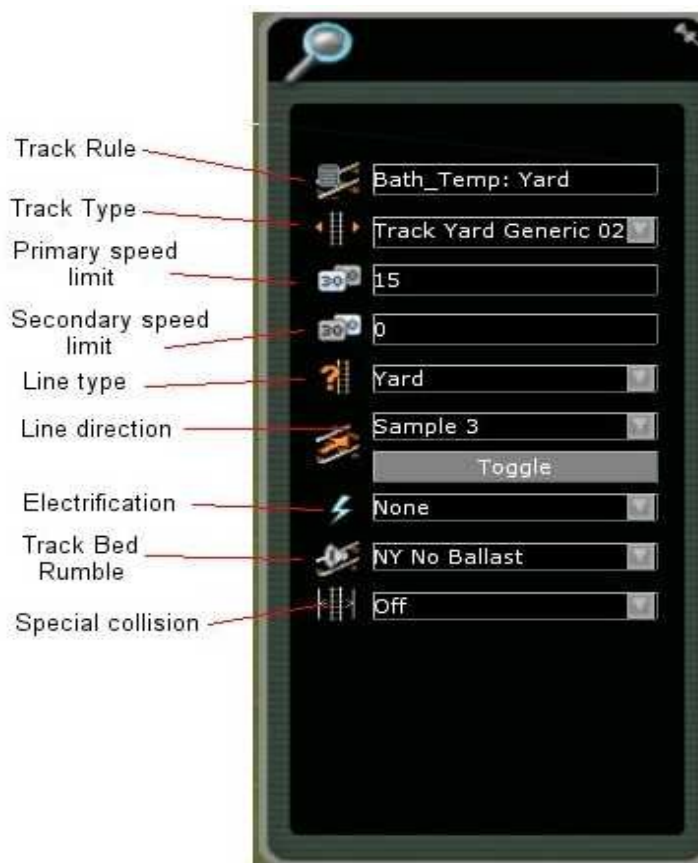 Track Rule
Bath_Temp: Yard
Track Type
Track Yard Generic 02
Primary speed
limit
15
Secondary speed
limit
0
Line type
Yard
Line direction
Sample 3
Toggle
Electrification
None
Track Bed
Rumble
NY No Ballast
Special collision
Off